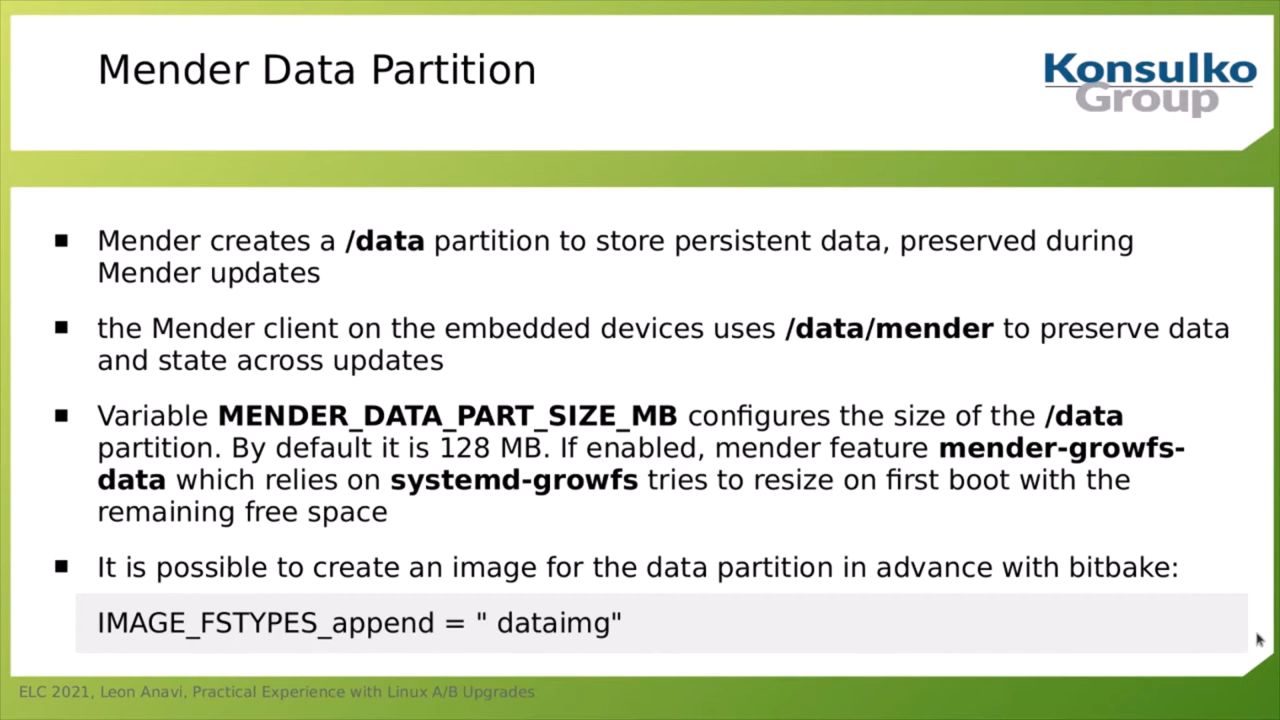 Mender Data Partition
Konsulko
Group
■ Mender creates a /data partition to store persistent data, preserved during
Mender updates
■ the Mender client on the embedded devices uses /data/mender to preserve data
and state across updates
■ Variable MENDER_DATA_PART_SIZE_MB configures the size of the /data
partition. By default it is 128 MB. If enabled, mender feature mender-growfs-
data which relies on systemd-growfs tries to resize on first boot with the
remaining free space
■ It is possible to create an image for the data partition in advance with bitbake:
IMAGE_FSTYPES_append = " dataimg"
ELC 2021, Leon Anavi, Practical Experience with Linux A/B Upgrades